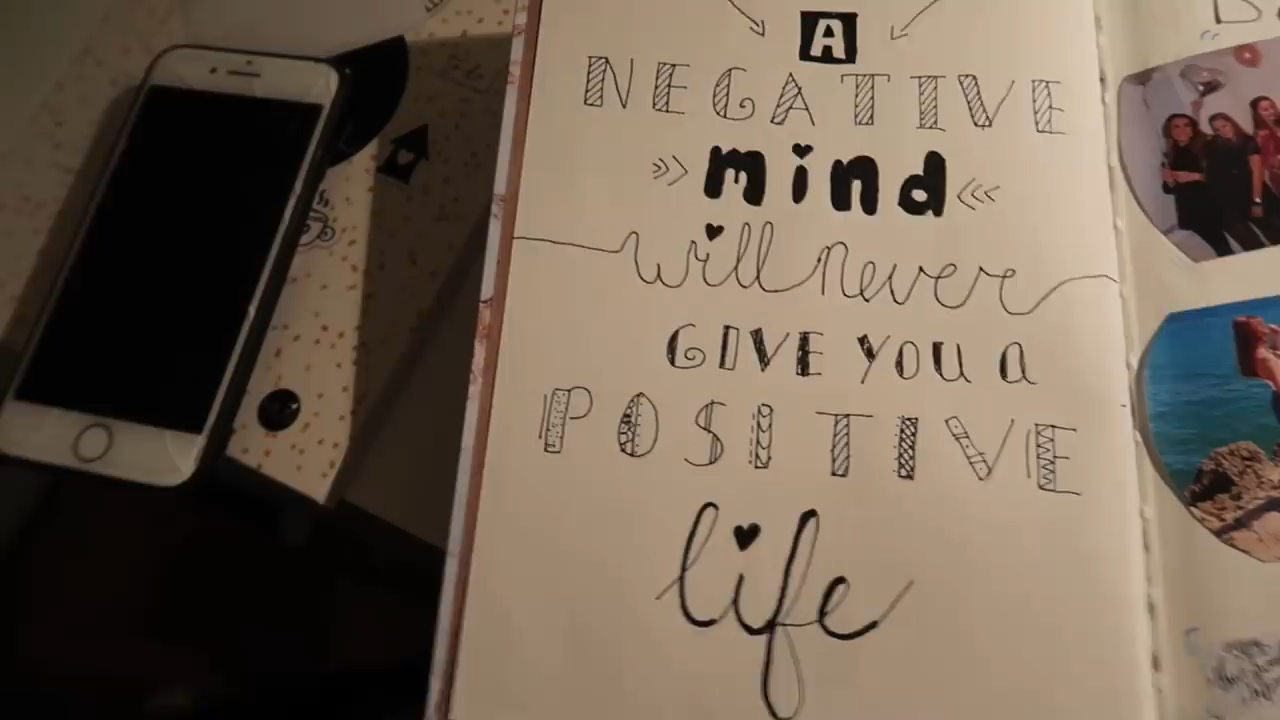 A
NEGATIVE
mind
will never
GIVE YOU a
POSITIVE
life